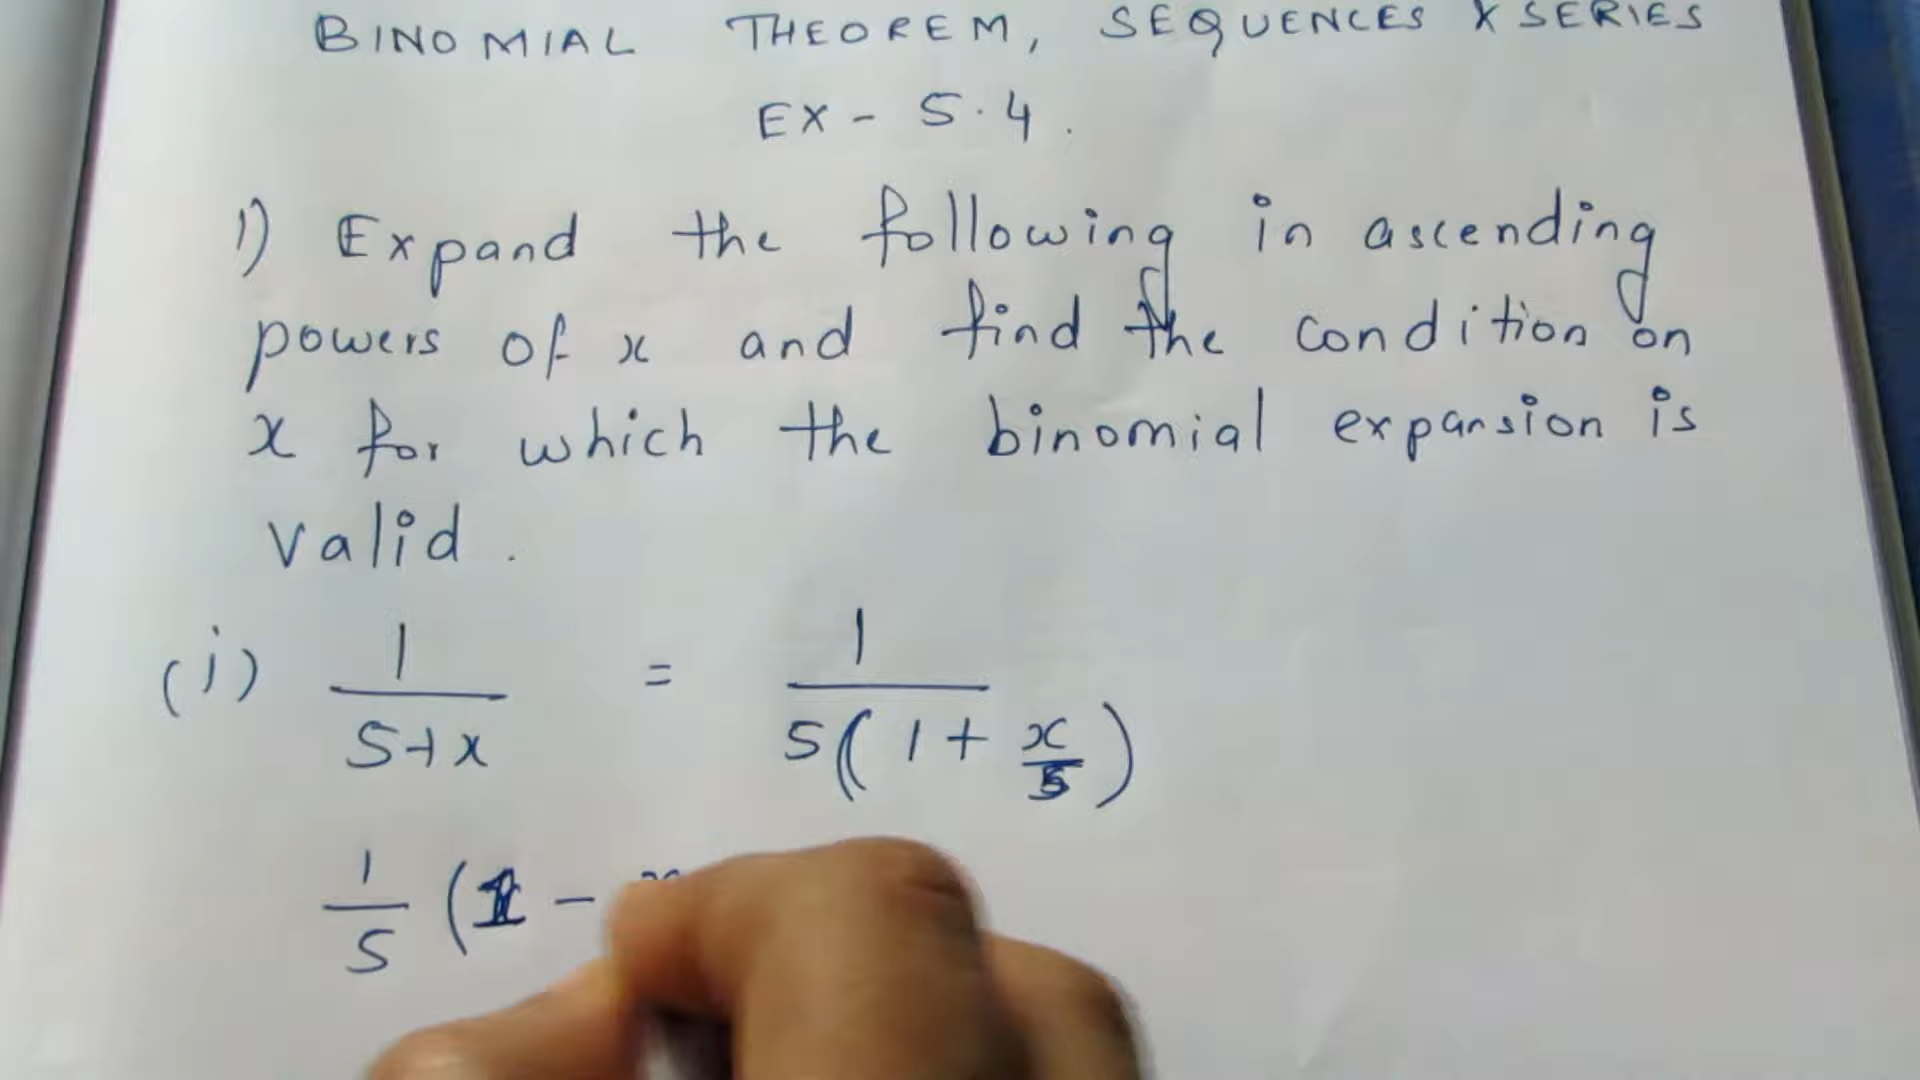 BINOMIAL THEOREM, SEQUENCES & SERIES
EX - 5.4.
1) Expand the following in ascending
powers of x and find the condition on
x for which the binomial expansion is
valid.
(i) 1/(5+x) = 1/(5(1 + x/5))
1/5 (1 -